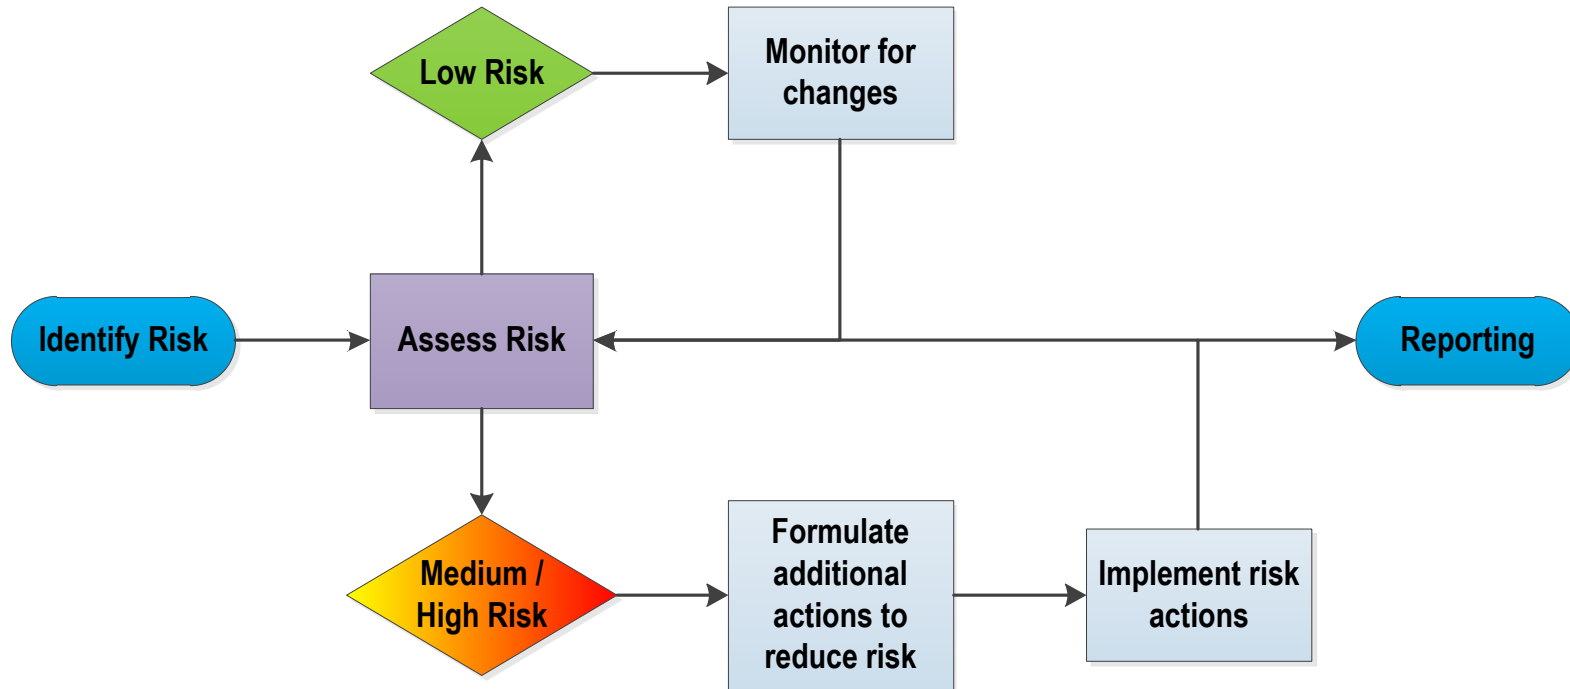 Low Risk
Monitor for
changes
Identify Risk
Assess Risk
Reporting
Medium /
High Risk
Formulate
additional
actions to
reduce risk
Implement risk
actions